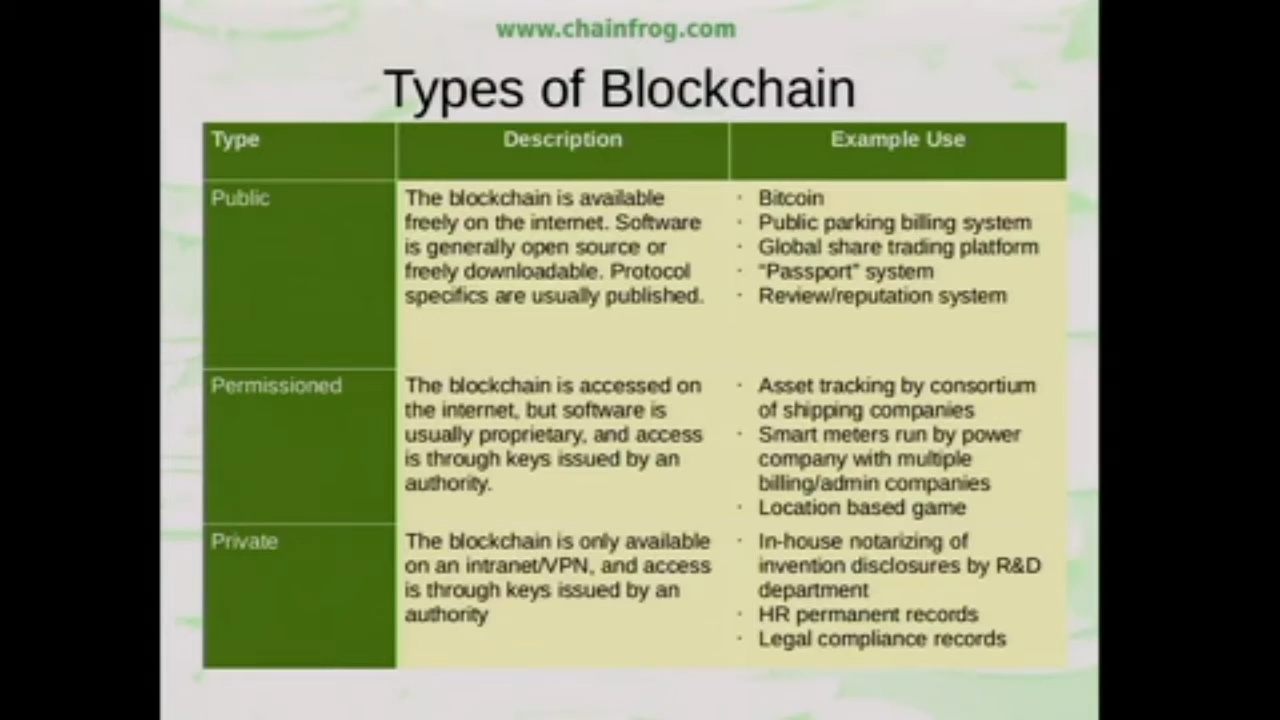 www.chainfrog.com
Types of Blockchain
Type
Description
Example Use
Public
The blockchain is available
freely on the internet. Software
is generally open source or
freely downloadable. Protocol
specifics are usually published.
· Bitcoin
· Public parking billing system
· Global share trading platform
· “Passport” system
· Review/reputation system
Permissioned
The blockchain is accessed on
the internet, but software is
usually proprietary, and access
is through keys issued by an
authority.
· Asset tracking by consortium
of shipping companies
· Smart meters run by power
company with multiple
billing/admin companies
· Location based game
Private
The blockchain is only available
on an intranet/VPN, and access
is through keys issued by an
authority
· In-house notarizing of
invention disclosures by R&D
department
· HR permanent records
· Legal compliance records